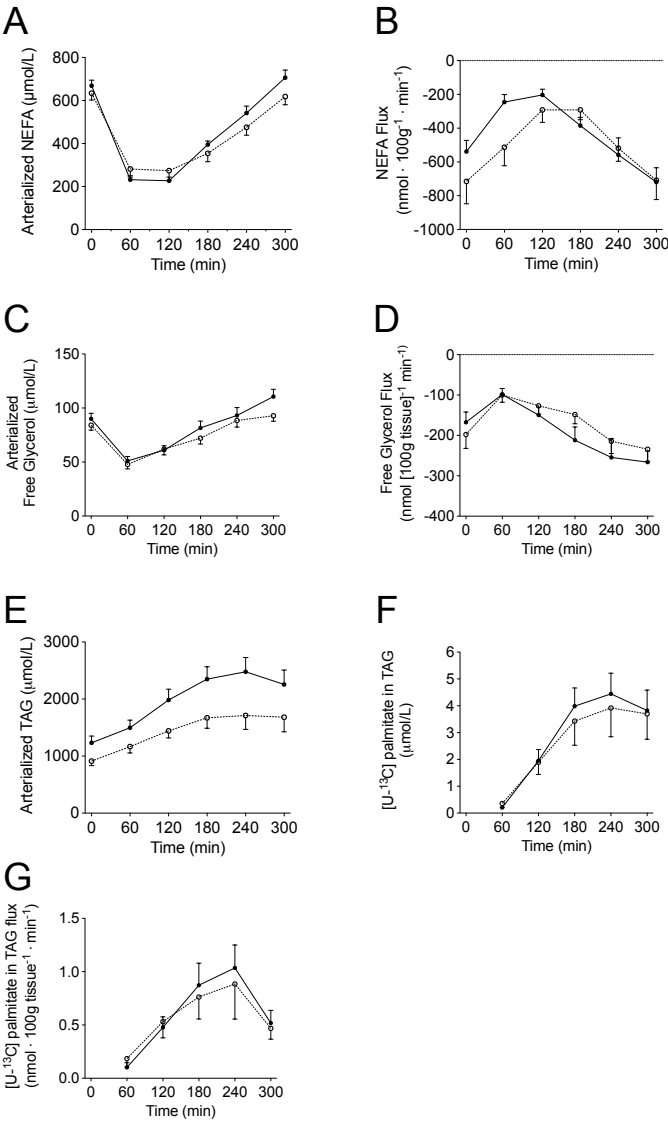 A
Arterialized NEFA (μmol/L)
800
600
400
200
0
0 60 120 180 240 300
Time (min)
B
NEFA Flux
(nmol · 100g⁻¹ · min⁻¹)
0
-200
-400
-600
-800
-1000
0 60 120 180 240 300
Time (min)
C
Arterialized
Free Glycerol (μmol/L)
150
100
50
0
0 60 120 180 240 300
Time (min)
D
Free Glycerol Flux
(nmol [100g tissue]⁻¹ min⁻¹)
0
-100
-200
-300
-400
0 60 120 180 240 300
Time (min)
E
Arterialized TAG (μmol/L)
3000
2000
1000
0
0 60 120 180 240 300
Time (min)
F
[U-¹³C] palmitate in TAG
(μmol/L)
6
5
4
3
2
1
0
0 60 120 180 240 300
Time (min)
G
[U-¹³C] palmitate in TAG flux
(nmol · 100g tissue⁻¹ · min⁻¹)
1.5
1.0
0.5
0.0
0 60 120 180 240 300
Time (min)